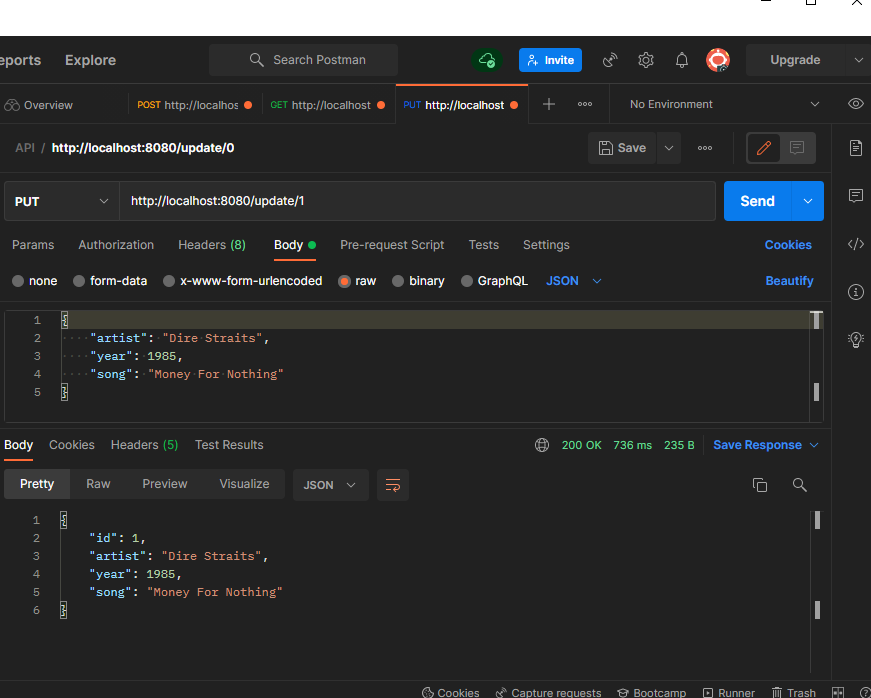 eports Explore Search Postman Invite Upgrade
Overview POST http://localhos GET http://localhost PUT http://localhost No Environment
API / http://localhost:8080/update/0 Save
PUT http://localhost:8080/update/1 Send
Params Authorization Headers (8) Body Pre-request Script Tests Settings Cookies
none form-data x-www-form-urlencoded raw binary GraphQL JSON Beautify
1 {
2 "artist": "Dire Straits",
3 "year": 1985,
4 "song": "Money For Nothing"
5 }
Body Cookies Headers (5) Test Results 200 OK 736 ms 235 B Save Response
Pretty Raw Preview Visualize JSON
1 {
2 "id": 1,
3 "artist": "Dire Straits",
4 "year": 1985,
5 "song": "Money For Nothing"
6 }
Cookies Capture requests Bootcamp Runner Trash